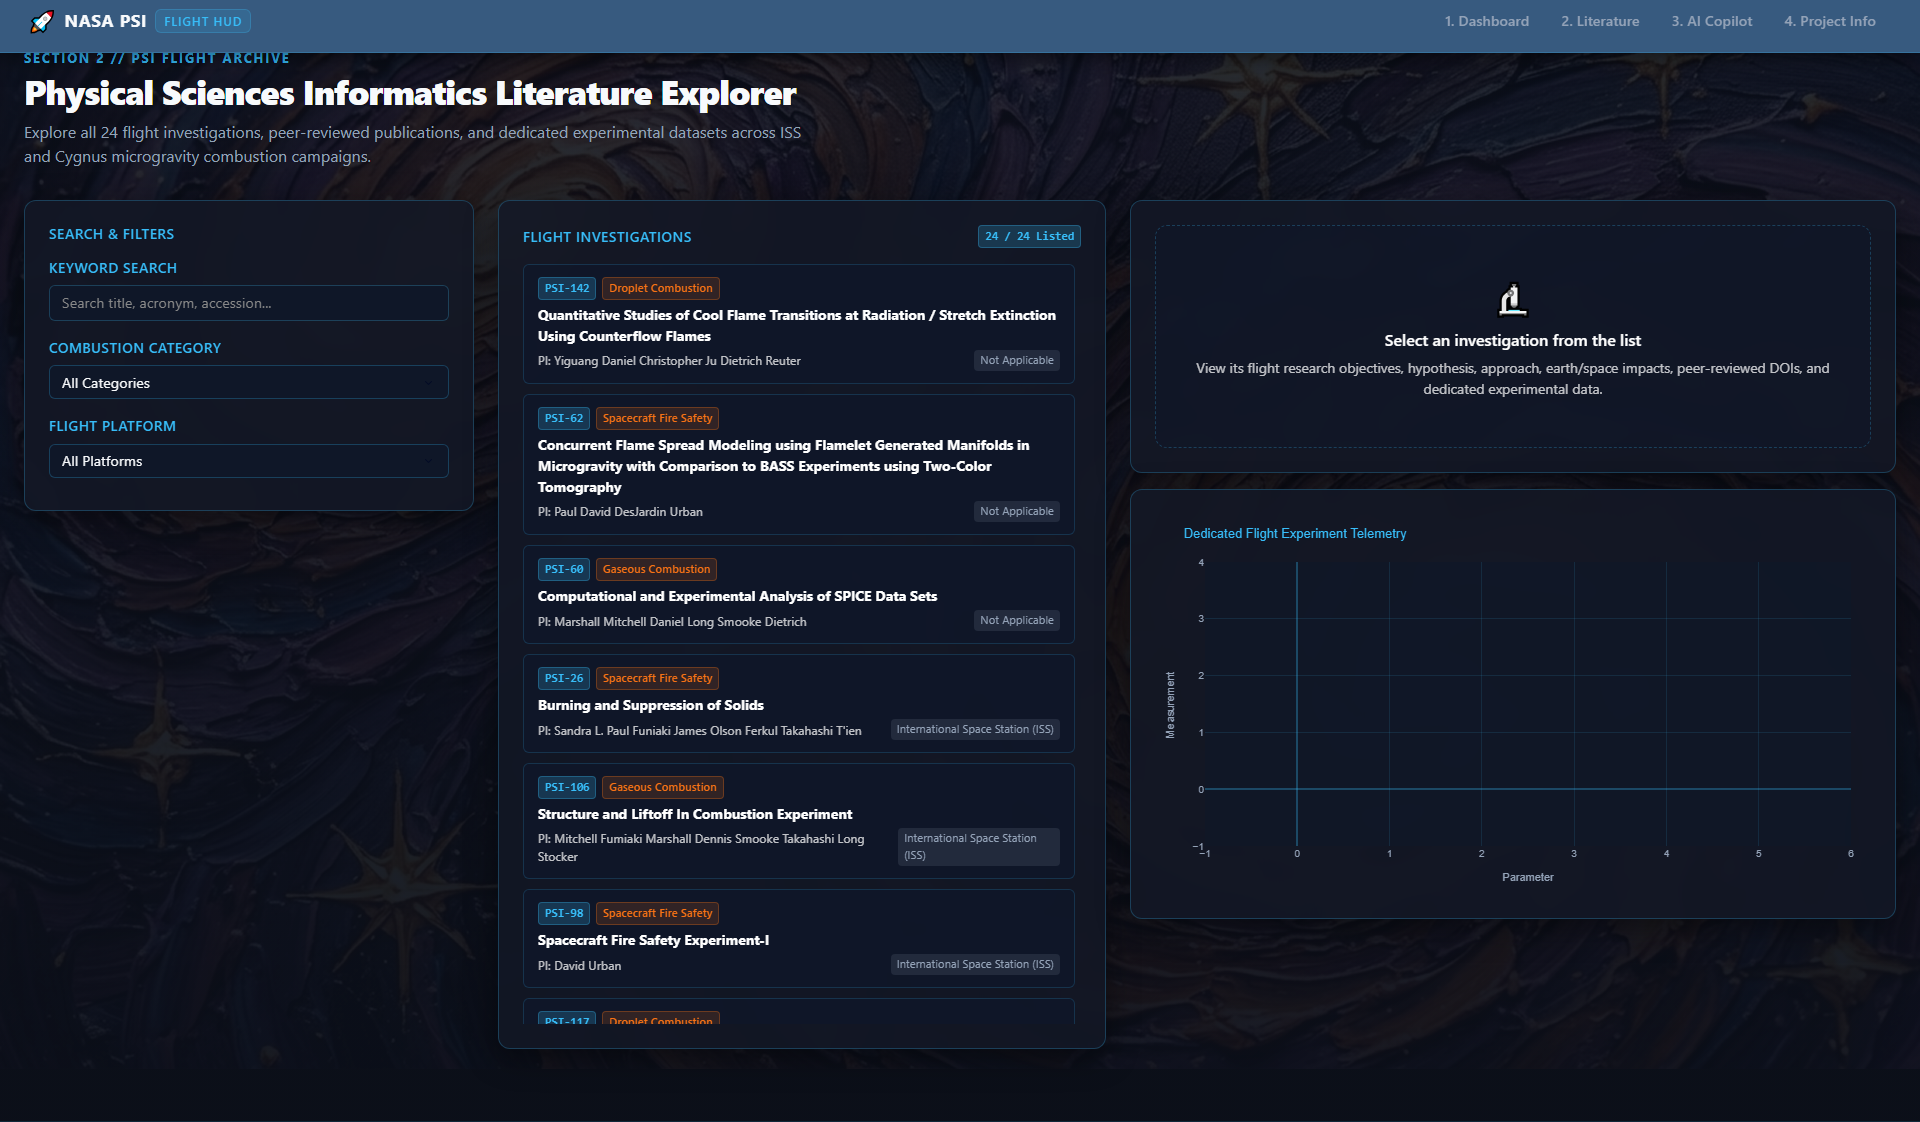 NASA PSI FLIGHT HUD
1. Dashboard
2. Literature
3. AI Copilot
4. Project Info
SECTION 2 // PSI FLIGHT ARCHIVE
Physical Sciences Informatics Literature Explorer
Explore all 24 flight investigations, peer-reviewed publications, and dedicated experimental datasets across ISS
and Cygnus microgravity combustion campaigns.
SEARCH & FILTERS
KEYWORD SEARCH
Search title, acronym, accession...
COMBUSTION CATEGORY
All Categories
FLIGHT PLATFORM
All Platforms
FLIGHT INVESTIGATIONS
24 / 24 Listed
PSI-142 Droplet Combustion
Quantitative Studies of Cool Flame Transitions at Radiation / Stretch Extinction
Using Counterflow Flames
PI: Yiguang Daniel Christopher Ju Dietrich Reuter
Not Applicable
PSI-62 Spacecraft Fire Safety
Concurrent Flame Spread Modeling using Flamelet Generated Manifolds in
Microgravity with Comparison to BASS Experiments using Two-Color
Tomography
PI: Paul David DesJardin Urban
Not Applicable
PSI-60 Gaseous Combustion
Computational and Experimental Analysis of SPICE Data Sets
PI: Marshall Mitchell Daniel Long Smooke Dietrich
Not Applicable
PSI-26 Spacecraft Fire Safety
Burning and Suppression of Solids
PI: Sandra L. Paul Funiaki James Olson Ferkul Takahashi T'ien
International Space Station (ISS)
PSI-106 Gaseous Combustion
Structure and Liftoff In Combustion Experiment
PI: Mitchell Fumiaki Marshall Dennis Smooke Takahashi Long
Stocker
International Space Station
(ISS)
PSI-98 Spacecraft Fire Safety
Spacecraft Fire Safety Experiment-I
PI: David Urban
International Space Station (ISS)
PSI-117 Droplet Combustion
Select an investigation from the list
View its flight research objectives, hypothesis, approach, earth/space impacts, peer-reviewed DOIs, and
dedicated experimental data.
Dedicated Flight Experiment Telemetry
Measurement
4
3
2
1
0
−1
−1 0 1 2 3 4 5 6
Parameter